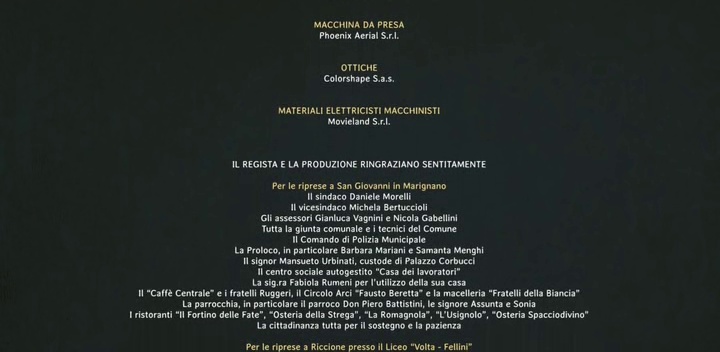 MACCHINA DA PRESA
Phoenix Aerial S.r.l.
OTTICHE
Colorshape S.a.s.
MATERIALI ELETTRICISTI MACCHINISTI
Movieland S.r.l.
IL REGISTA E LA PRODUZIONE RINGRAZIANO SENTITAMENTE
Per le riprese a San Giovanni in Marignano
Il sindaco Daniele Morelli
Il vicesindaco Michela Bertuccioli
Gli assessori Gianluca Vagnini e Nicola Gabellini
Tutta la giunta comunale e i tecnici del Comune
Il Comando di Polizia Municipale
La Proloco, in particolare Barbara Mariani e Samanta Menghi
Il signor Mansueto Urbinati, custode di Palazzo Corbucci
Il centro sociale autogestito “Casa dei lavoratori”
La sig.ra Fabiola Rumeni per l’utilizzo della sua casa
Il “Caffè Centrale” e i fratelli Ruggeri, il Circolo Arci “Fausto Beretta” e la macelleria “Fratelli della Biancia”
La parrocchia, in particolare il parroco Don Piero Battistini, le signore Assunta e Sonia
I ristoranti “Il Fortino delle Fate”, “Osteria della Strega”, “La Romagnola”, “L’Usignolo”, “Osteria Spacciodivino”
La cittadinanza tutta per il sostegno e la pazienza
Per le riprese a Riccione presso il Liceo “Volta - Fellini”